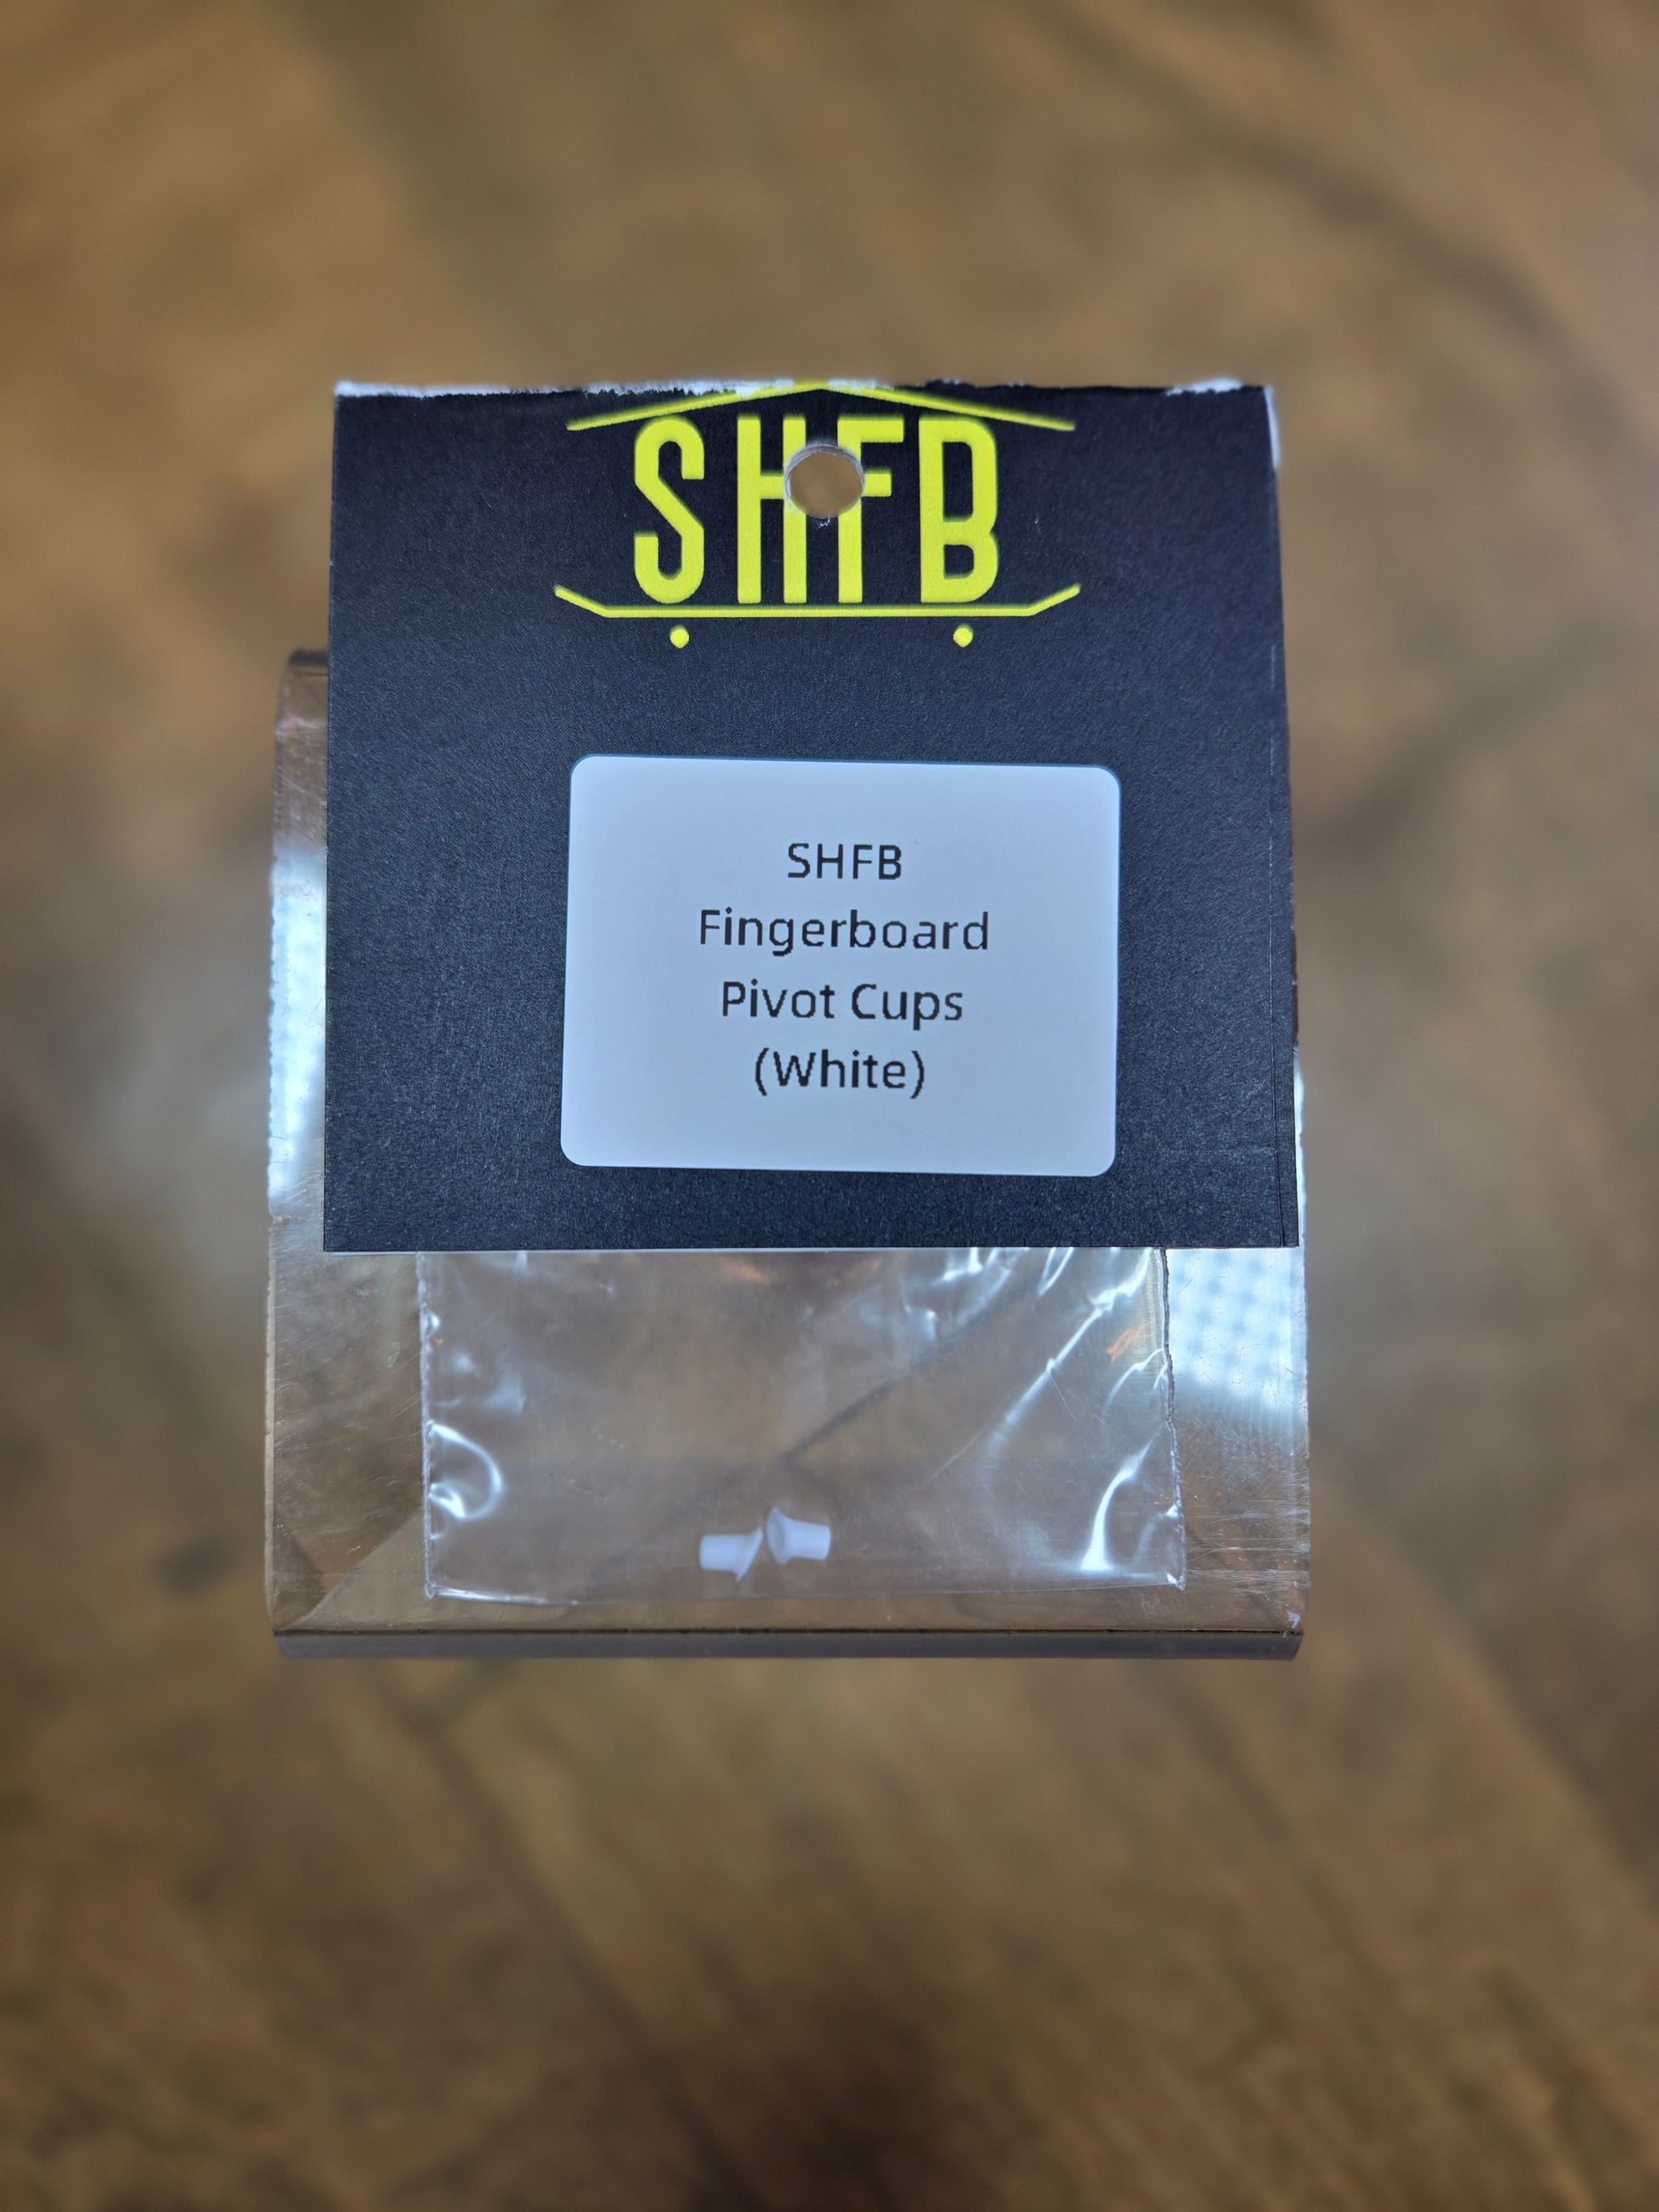 SHFB
SHFB
Fingerboard
Pivot Cups
(White)